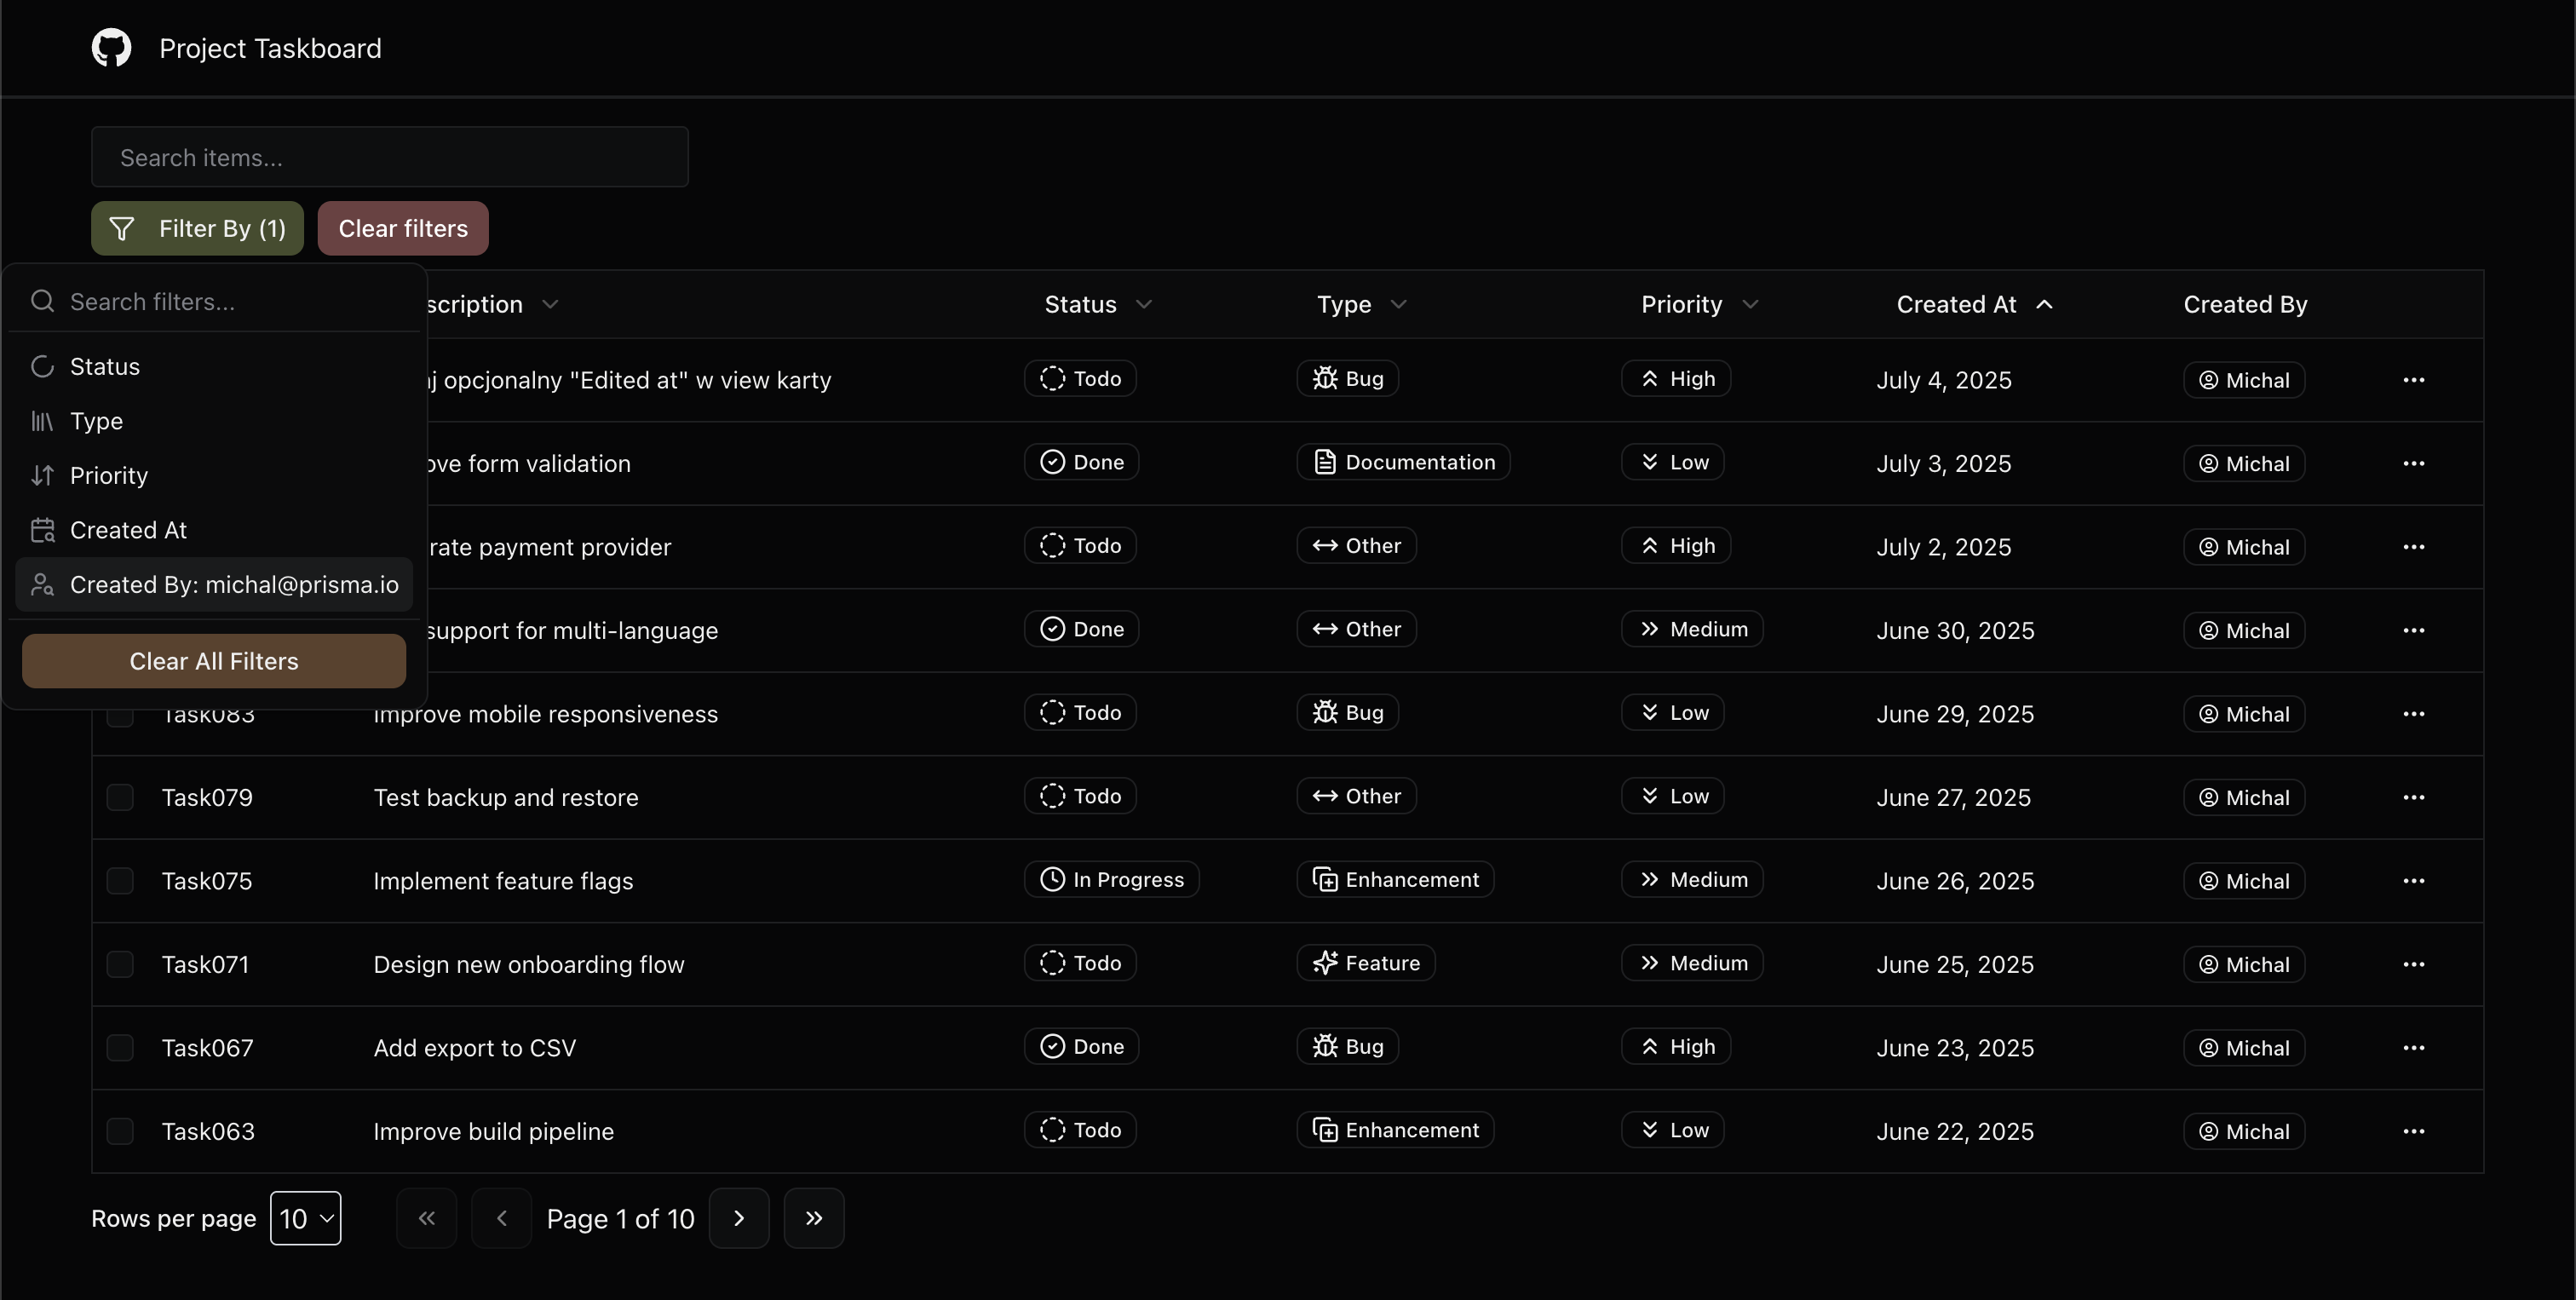 Project Taskboard
Search items...
Filter By (1) Clear filters
Search filters...
Status
Type
Priority
Created At
Created By: michal@prisma.io
Clear All Filters
Status Type Priority Created At Created By
opcjonalny "Edited at" w view karty Todo Bug High July 4, 2025 Michal
form validation Done Documentation Low July 3, 2025 Michal
payment provider Todo Other High July 2, 2025 Michal
support for multi-language Done Other Medium June 30, 2025 Michal
Task083 Improve mobile responsiveness Todo Bug Low June 29, 2025 Michal
Task079 Test backup and restore Todo Other Low June 27, 2025 Michal
Task075 Implement feature flags In Progress Enhancement Medium June 26, 2025 Michal
Task071 Design new onboarding flow Todo Feature Medium June 25, 2025 Michal
Task067 Add export to CSV Done Bug High June 23, 2025 Michal
Task063 Improve build pipeline Todo Enhancement Low June 22, 2025 Michal
Rows per page 10 Page 1 of 10